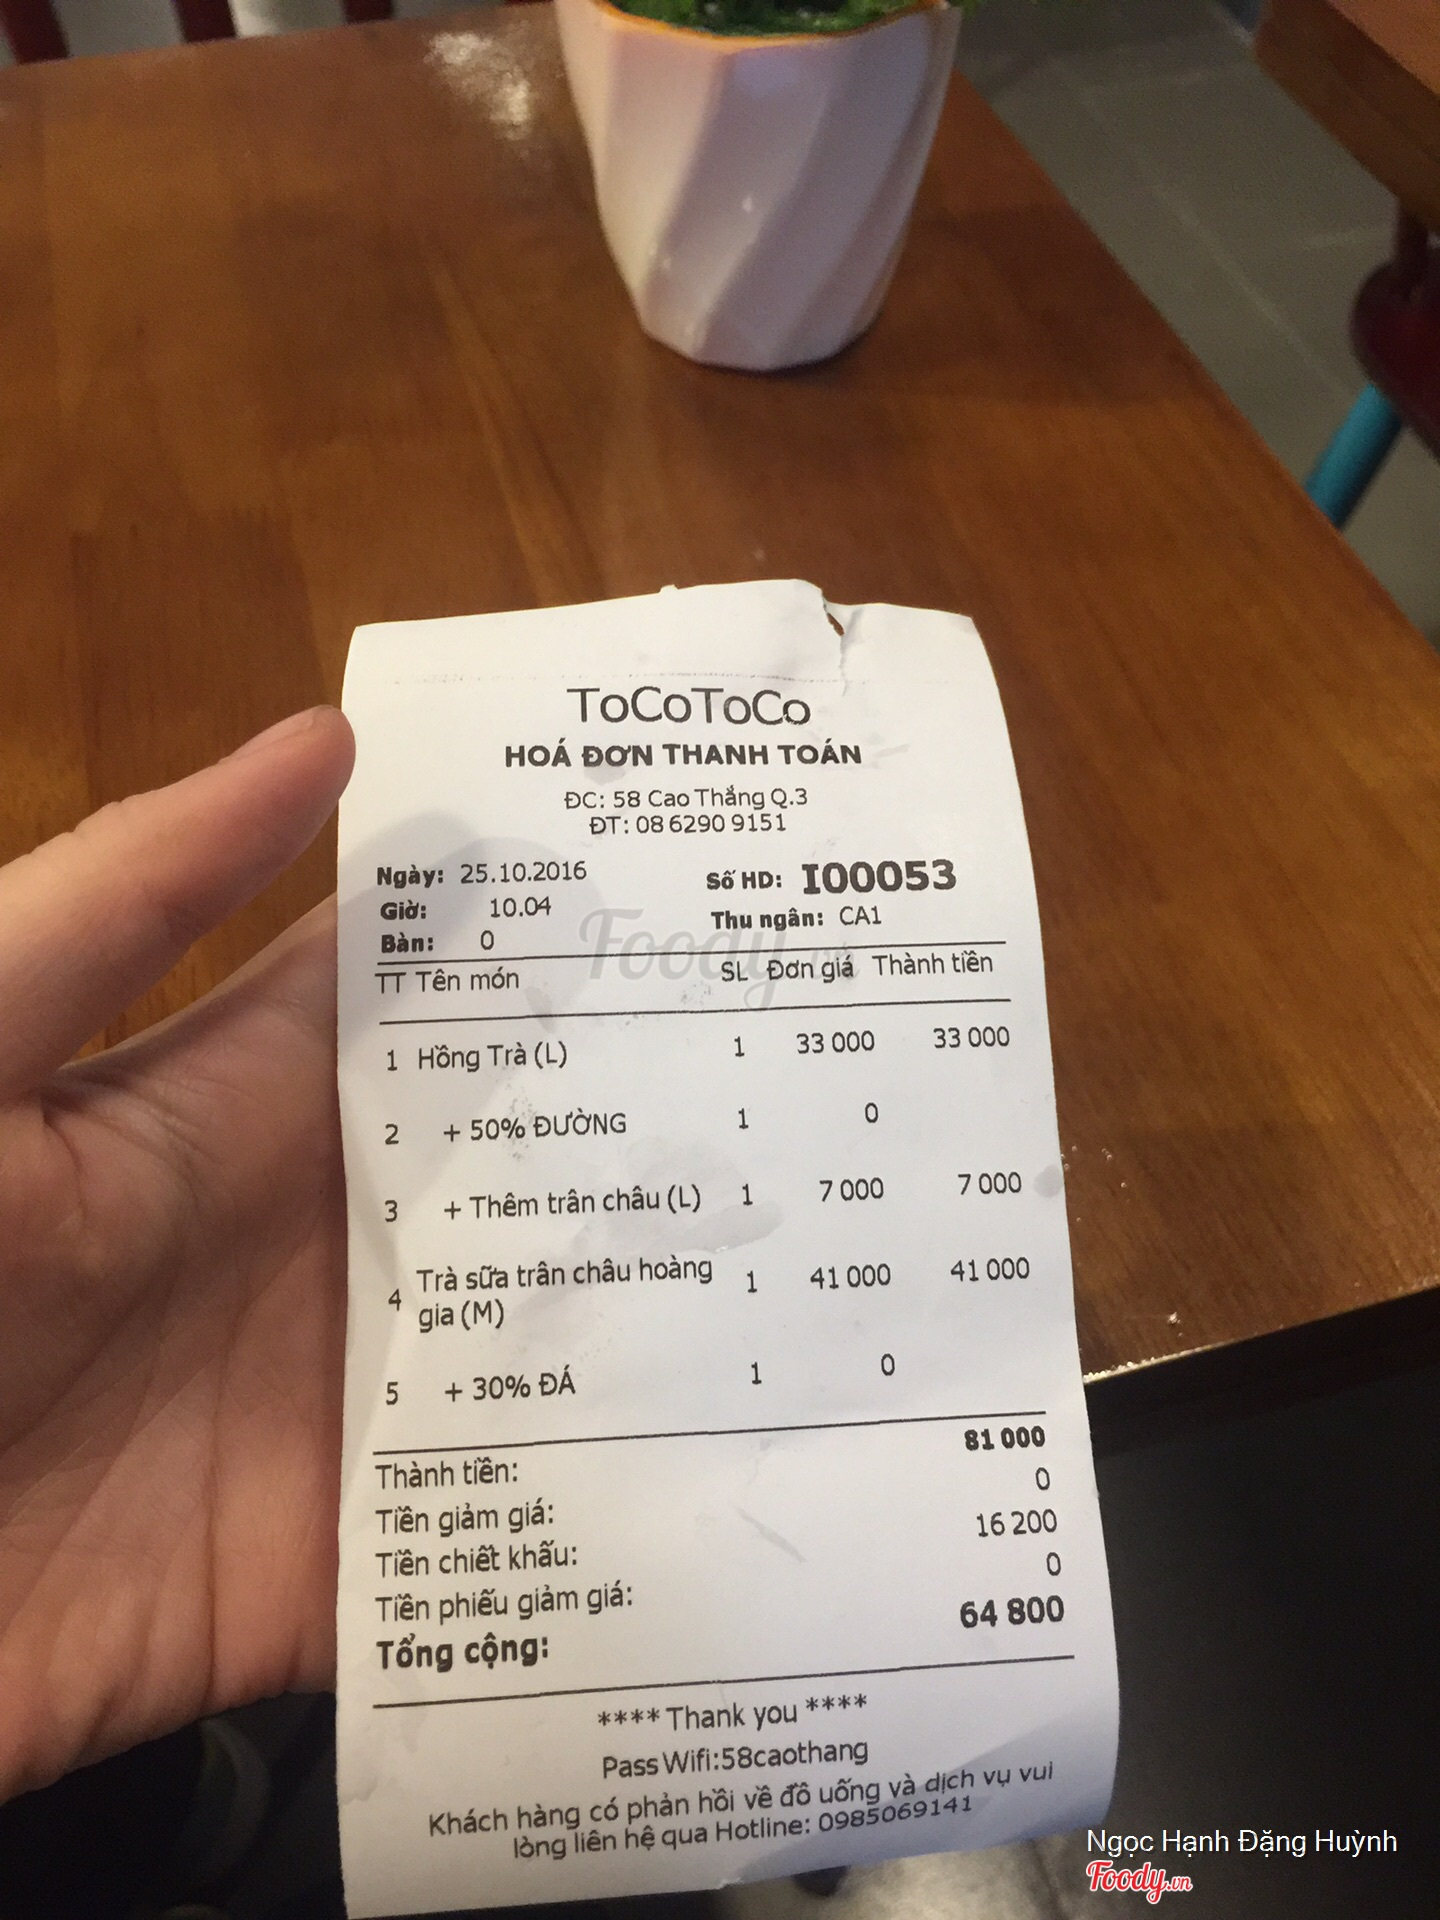 ToCoToCo
HOÁ ĐƠN THANH TOÁN
ĐC: 58 Cao Thắng Q.3
ĐT: 08 6290 9151
Ngày: 25.10.2016 Số HD: I00053
Giờ: 10.04 Thu ngân: CA1
Bàn: 0
Foody.vn
TT Tên món SL Đơn giá Thành tiền
1 Hồng Trà (L) 1 33 000 33 000
2 + 50% ĐƯỜNG 1 0
3 + Thêm trân châu (L) 1 7 000 7 000
4 Trà sữa trân châu hoàng 1 41 000 41 000
gia (M)
5 + 30% ĐÁ 1 0
Thành tiền: 81 000
Tiền giảm giá: 0
Tiền chiết khấu: 16 200
Tiền phiếu giảm giá: 0
Tổng cộng: 64 800
**** Thank you ****
Pass Wifi:58caothang
Khách hàng có phản hồi về đồ uống và dịch vụ vui
lòng liên hệ qua Hotline: 0985069141
Ngọc Hạnh Đặng Huỳnh
Foody.vn